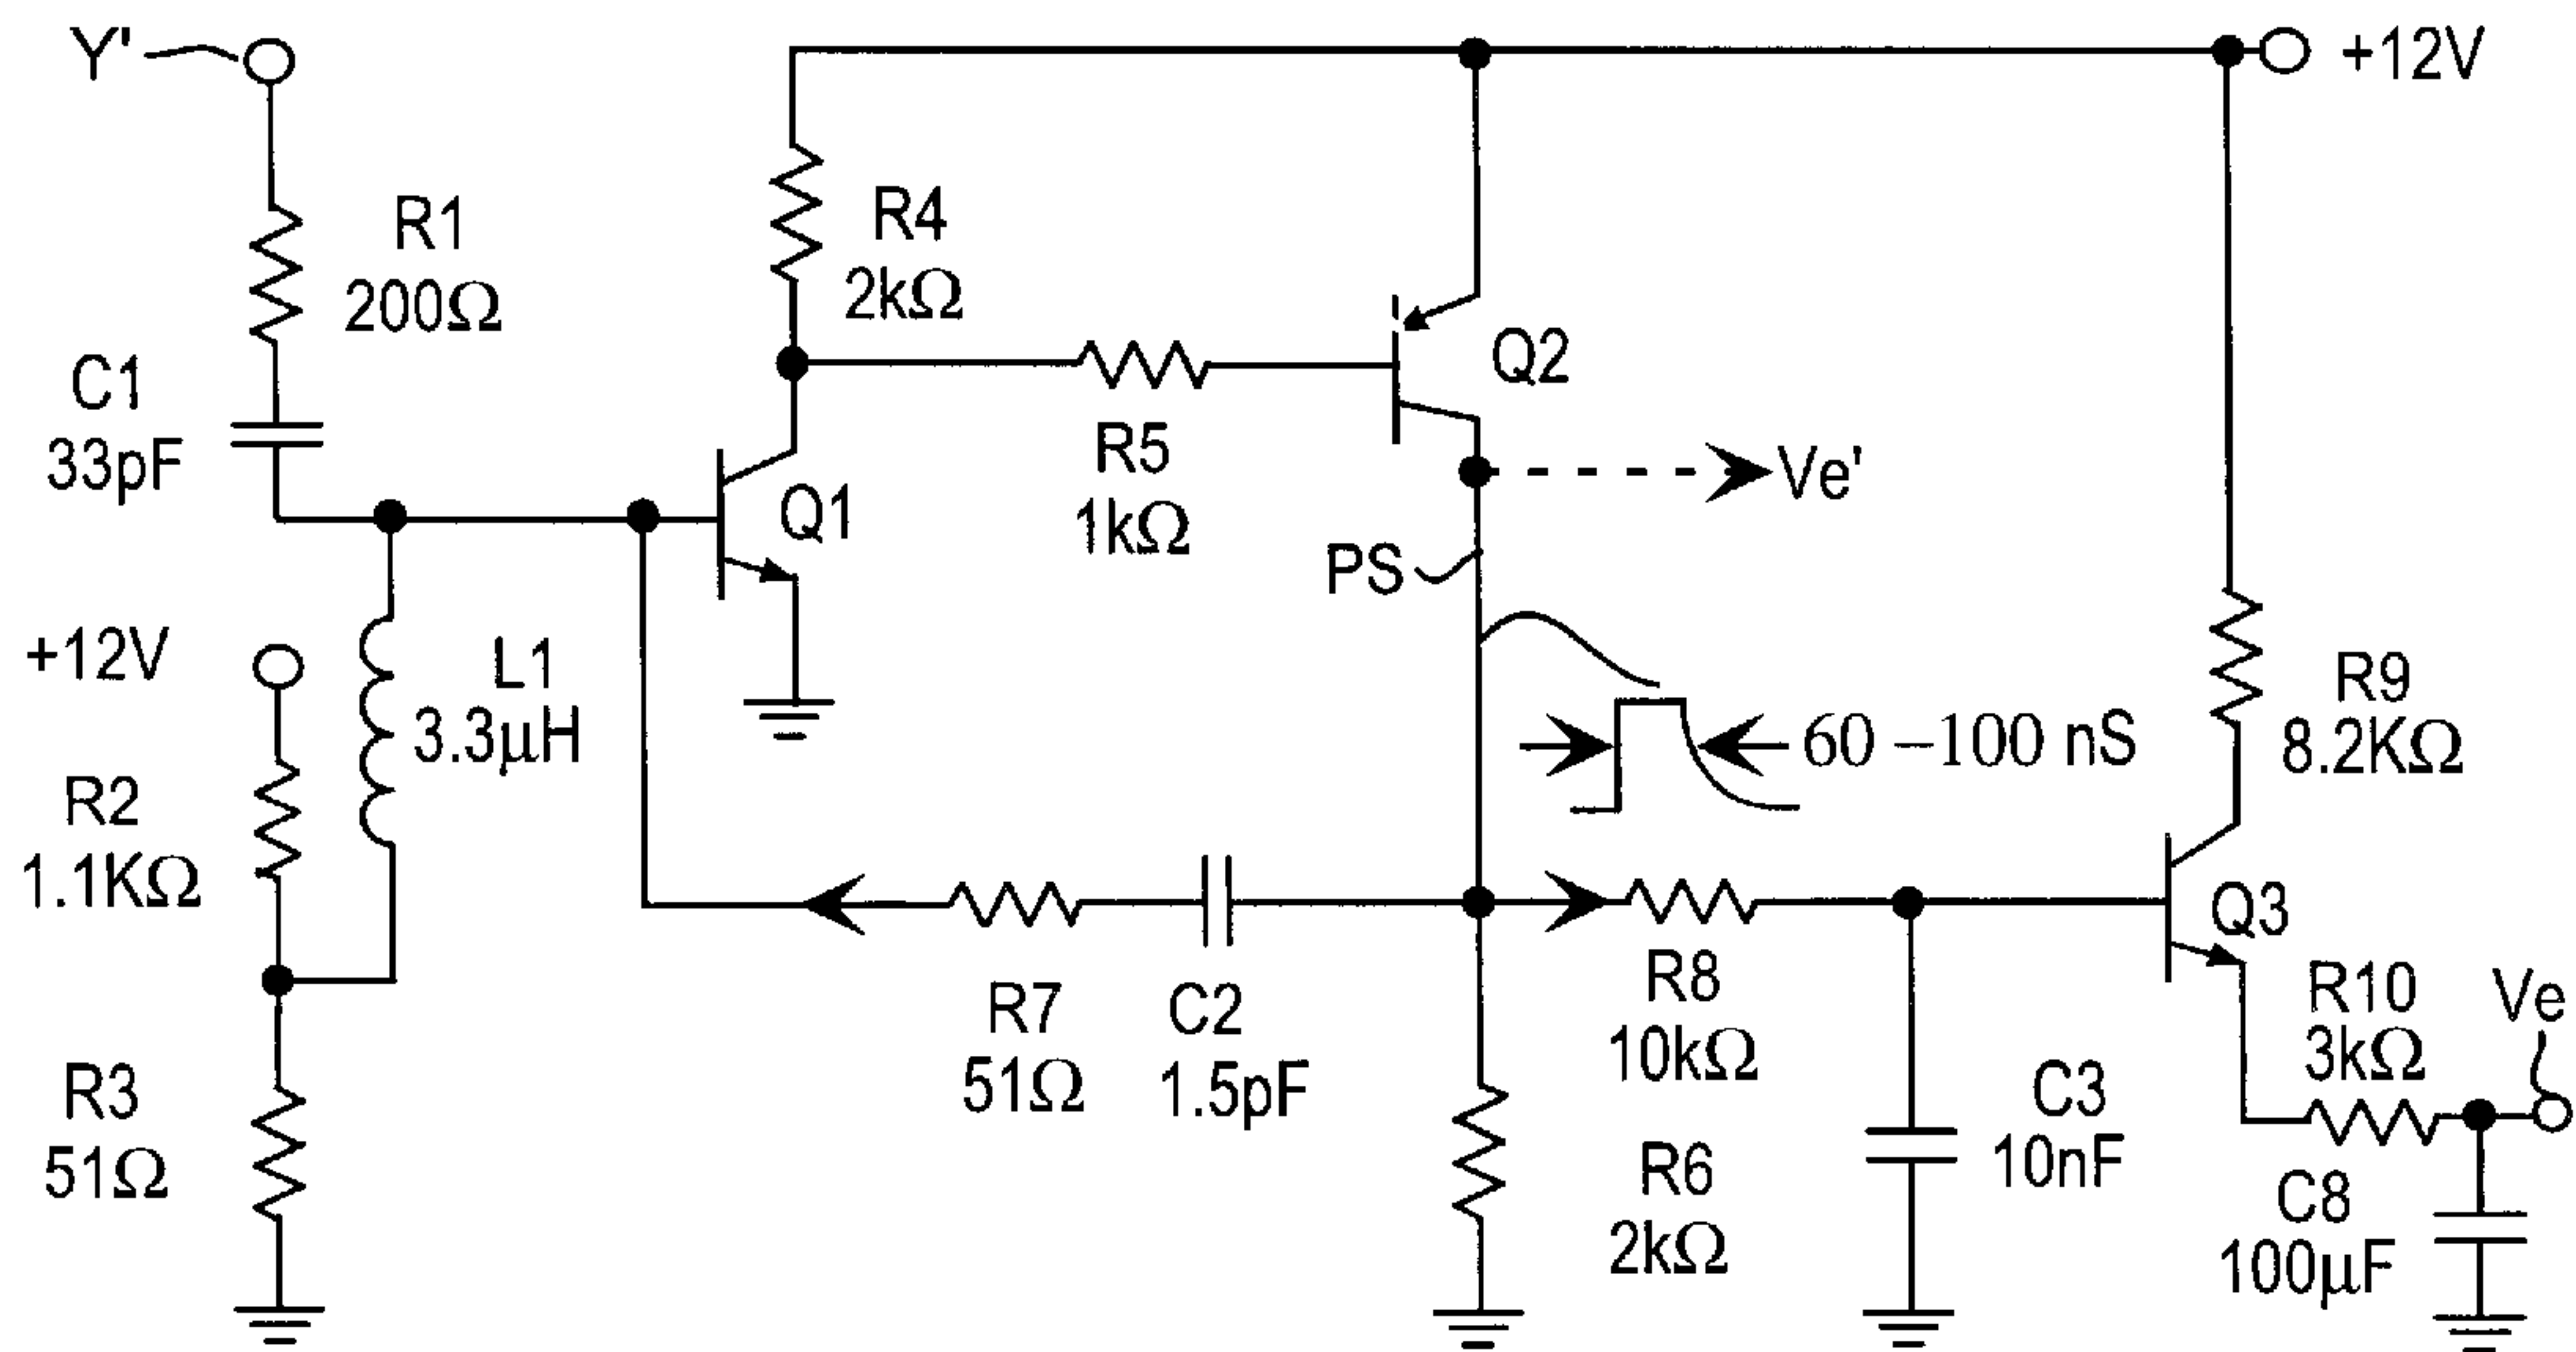 Y'
+12V
R1
200Ω
R4
2kΩ
C1
33pF
Q2
R5
1kΩ
Ve'
Q1
PS
+12V
L1
3.3μH
60 –100 nS
R9
8.2KΩ
R2
1.1KΩ
Q3
R7
51Ω
C2
1.5pF
R8
10kΩ
R10
3kΩ
Ve
R3
51Ω
C3
10nF
R6
2kΩ
C8
100μF